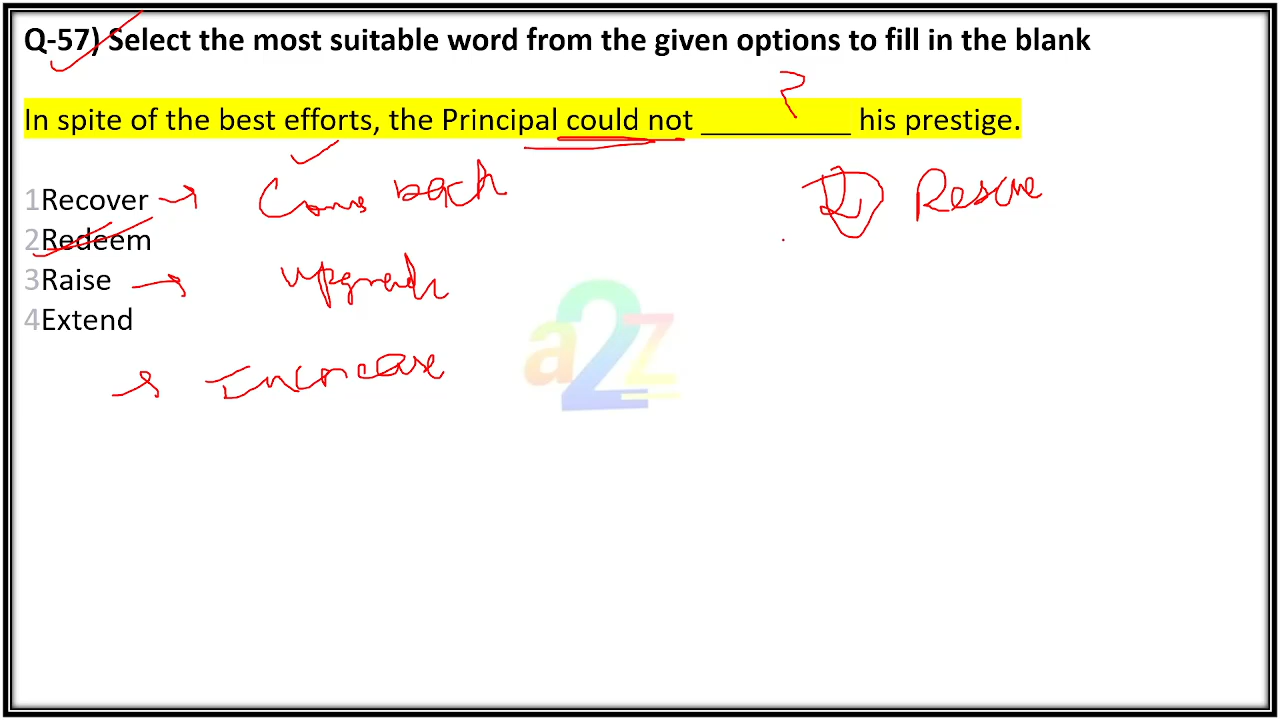 Q-57) Select the most suitable word from the given options to fill in the blank
?
In spite of the best efforts, the Principal could not __________ his prestige.
1Recover → Come back
Rescue
2Redeem
3Raise → upgrade
4Extend
→ Increase
a2z